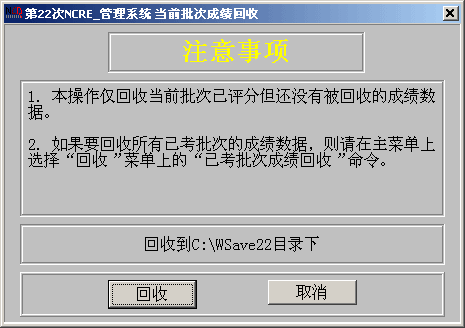 第22次NCRE_管理系统 当前批次成绩回收
注意事项
1. 本操作仅回收当前批次已评分但还没有被回收的成绩数
据。
2. 如果要回收所有已考批次的成绩数据，则请在主菜单上
选择“回收 ”菜单上的“已考批次成绩回收 ”命令。
回收到C:\WSave22目录下
回收
取消